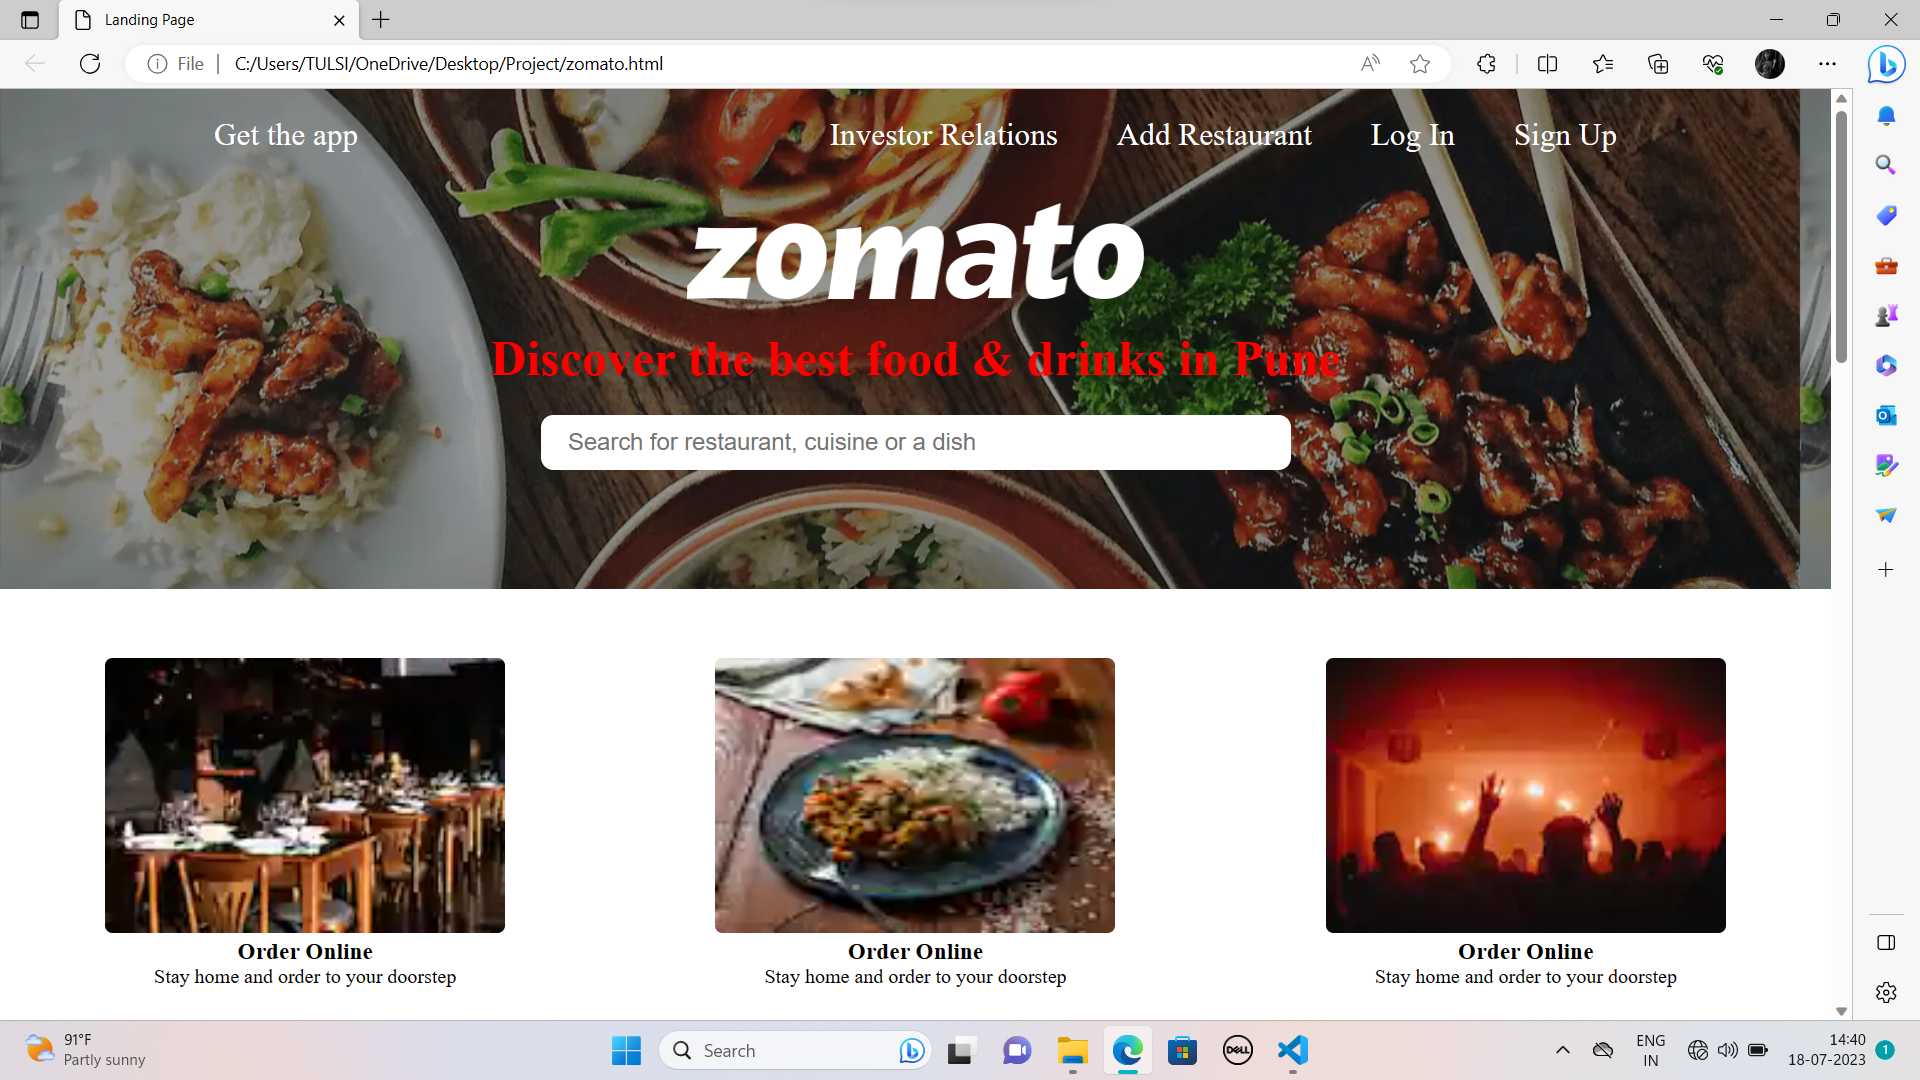 Landing Page
File
C:/Users/TULSI/OneDrive/Desktop/Project/zomato.html
Get the app
Investor Relations
Add Restaurant
Log In
Sign Up
zomato
Discover the best food & drinks in Pune
Search for restaurant, cuisine or a dish
Order Online
Stay home and order to your doorstep
Order Online
Stay home and order to your doorstep
Order Online
Stay home and order to your doorstep
91°F
Partly sunny
Search
DELL
ENG
IN
14:40
18-07-2023
1